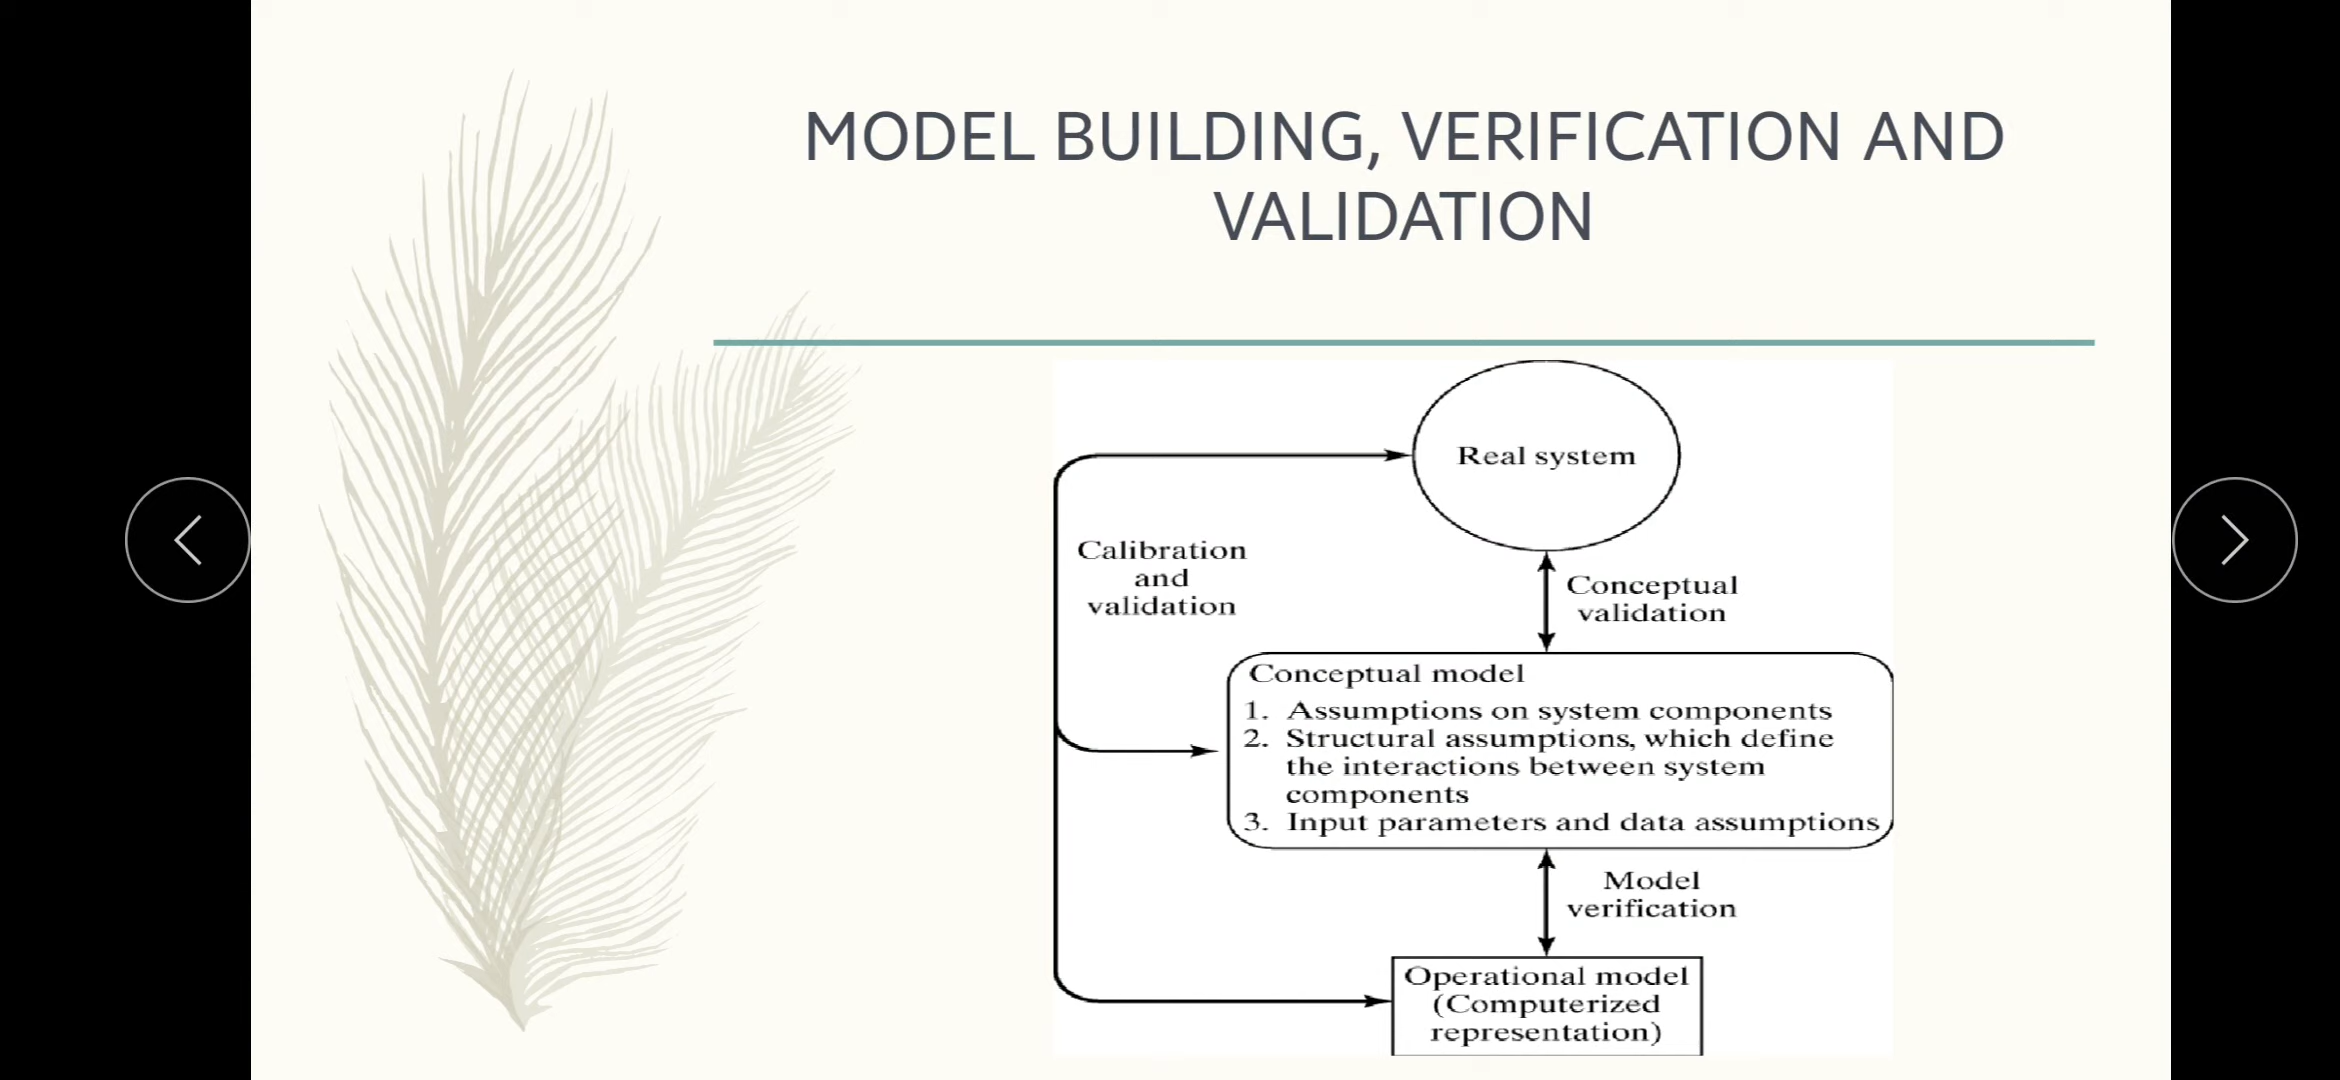 MODEL BUILDING, VERIFICATION AND
VALIDATION
Real system
Calibration
and
validation
Conceptual
validation
Conceptual model
1. Assumptions on system components
2. Structural assumptions, which define
the interactions between system
components
3. Input parameters and data assumptions
Model
verification
Operational model
(Computerized
representation)